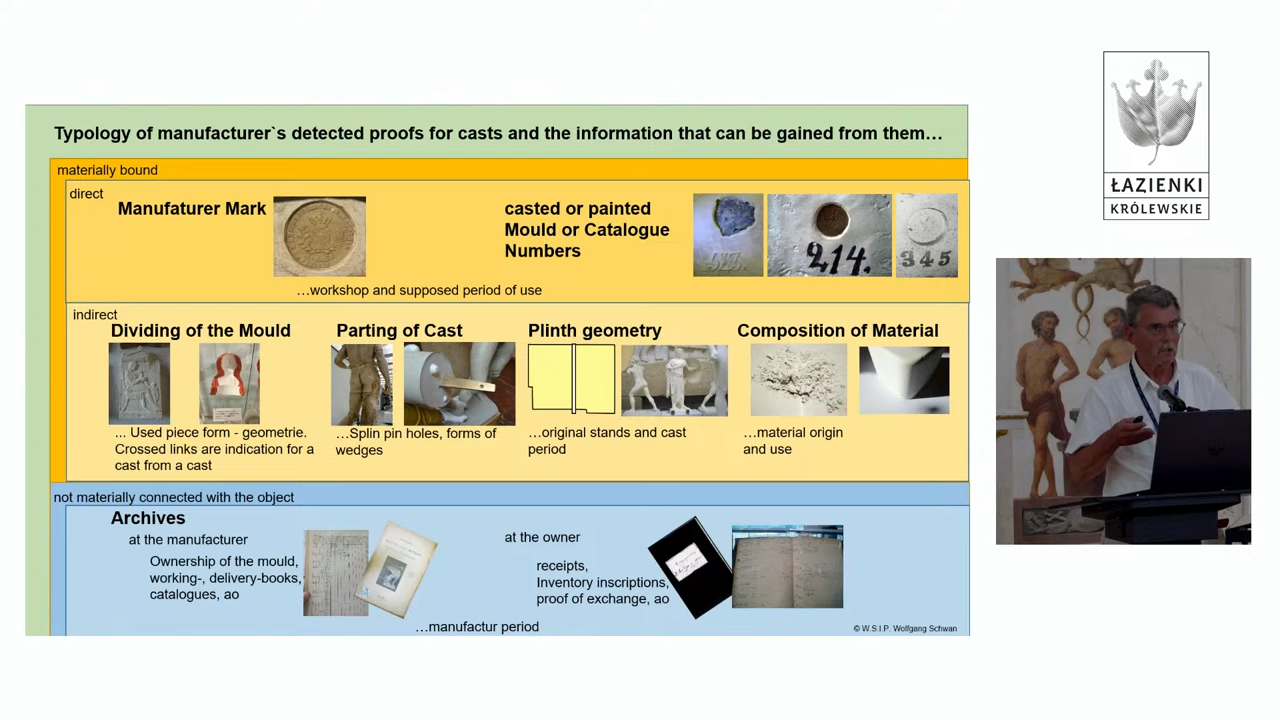 Typology of manufacturer`s detected proofs for casts and the information that can be gained from them…
materially bound
direct
Manufaturer Mark
casted or painted
Mould or Catalogue
Numbers
214.
345
…workshop and supposed period of use
indirect
Dividing of the Mould
Parting of Cast
Plinth geometry
Composition of Material
... Used piece form - geometrie.
Crossed links are indication for a
cast from a cast
…Splin pin holes, forms of
wedges
…original stands and cast
period
…material origin
and use
not materially connected with the object
Archives
at the manufacturer
Ownership of the mould,
working-, delivery-books,
catalogues, ao
at the owner
receipts,
Inventory inscriptions,
proof of exchange, ao
…manufactur period
© W.S.I.P. Wolfgang Schwan
ŁAZIENKI
KRÓLEWSKIE